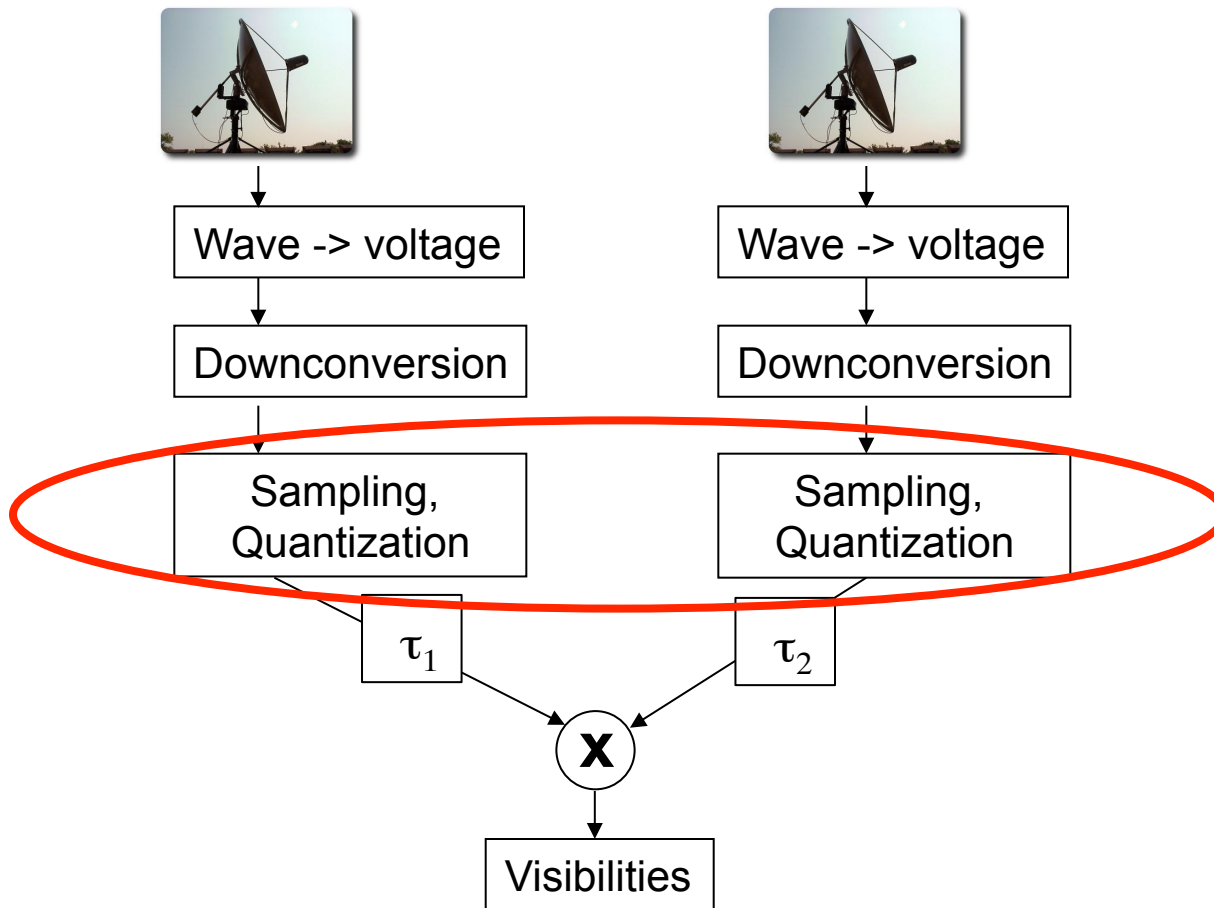 Wave -> voltage
Wave -> voltage
Downconversion
Downconversion
Sampling,
Quantization
Sampling,
Quantization
τ₁
τ₂
x
Visibilities